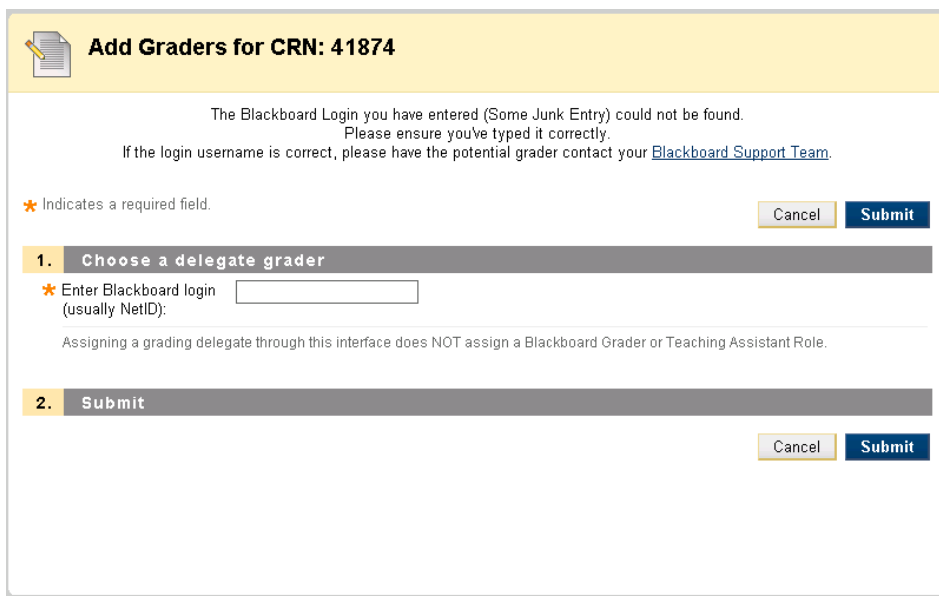 Add Graders for CRN: 41874
The Blackboard Login you have entered (Some Junk Entry) could not be found.
Please ensure you've typed it correctly.
If the login username is correct, please have the potential grader contact your Blackboard Support Team.
* Indicates a required field.
Cancel Submit
1. Choose a delegate grader
* Enter Blackboard login
(usually NetID):
Assigning a grading delegate through this interface does NOT assign a Blackboard Grader or Teaching Assistant Role.
2. Submit
Cancel Submit